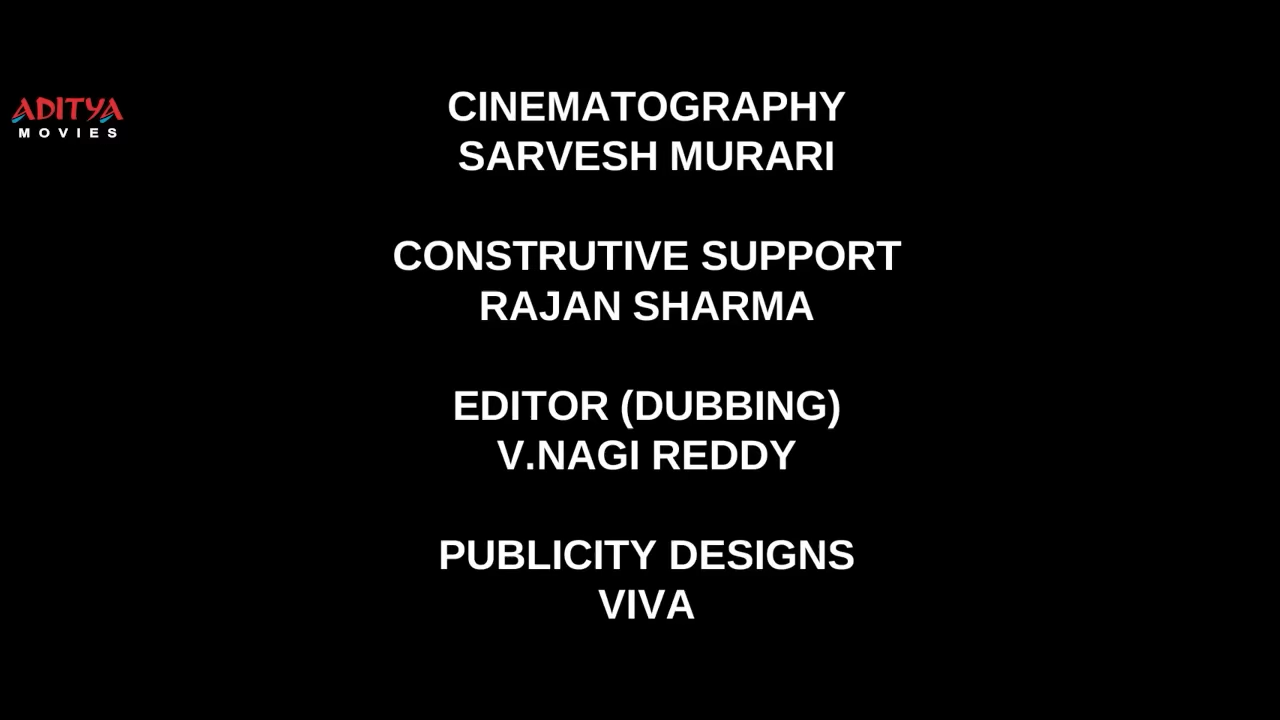 ADITYA
MOVIES
CINEMATOGRAPHY
SARVESH MURARI
CONSTRUTIVE SUPPORT
RAJAN SHARMA
EDITOR (DUBBING)
V.NAGI REDDY
PUBLICITY DESIGNS
VIVA